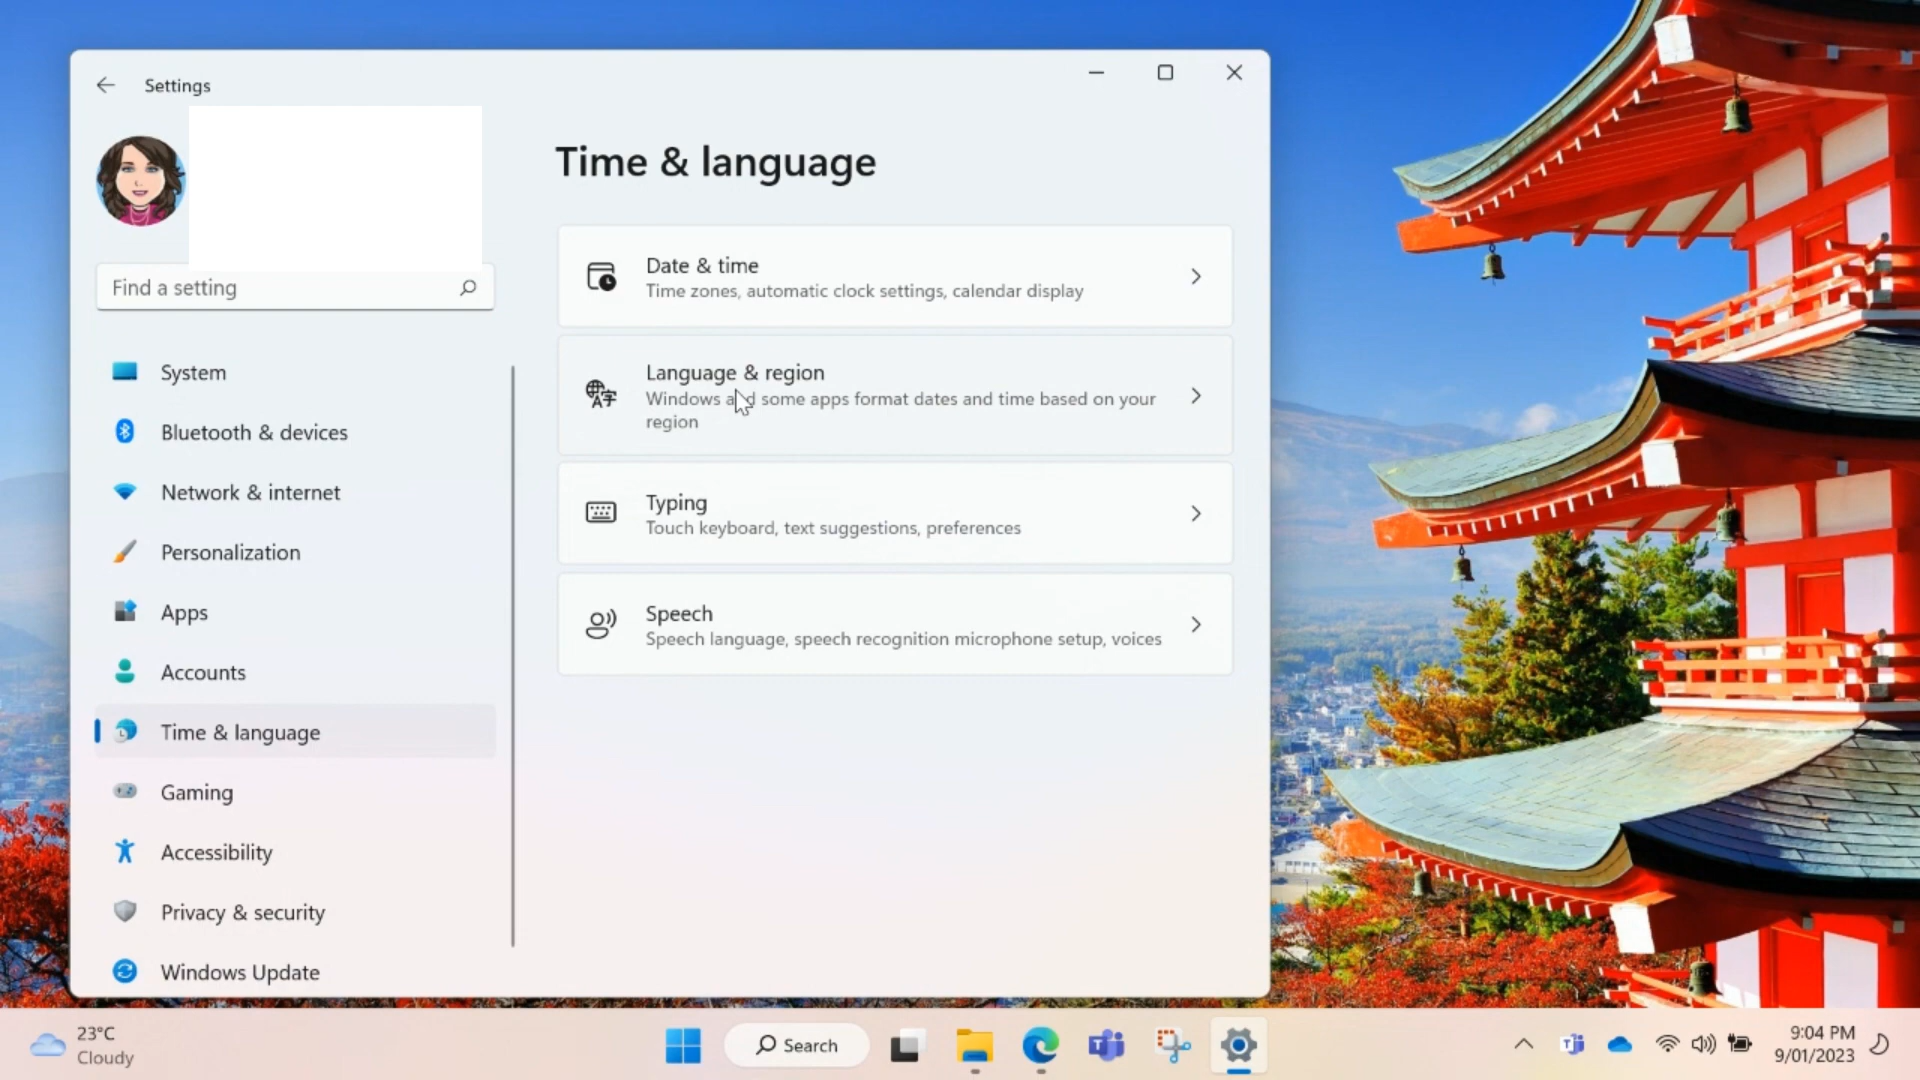 Settings
Find a setting
System
Bluetooth & devices
Network & internet
Personalization
Apps
Accounts
Time & language
Gaming
Accessibility
Privacy & security
Windows Update
Time & language
Date & time
Time zones, automatic clock settings, calendar display
Language & region
Windows and some apps format dates and time based on your
region
Typing
Touch keyboard, text suggestions, preferences
Speech
Speech language, speech recognition microphone setup, voices
23°C
Cloudy
Search
9:04 PM
9/01/2023